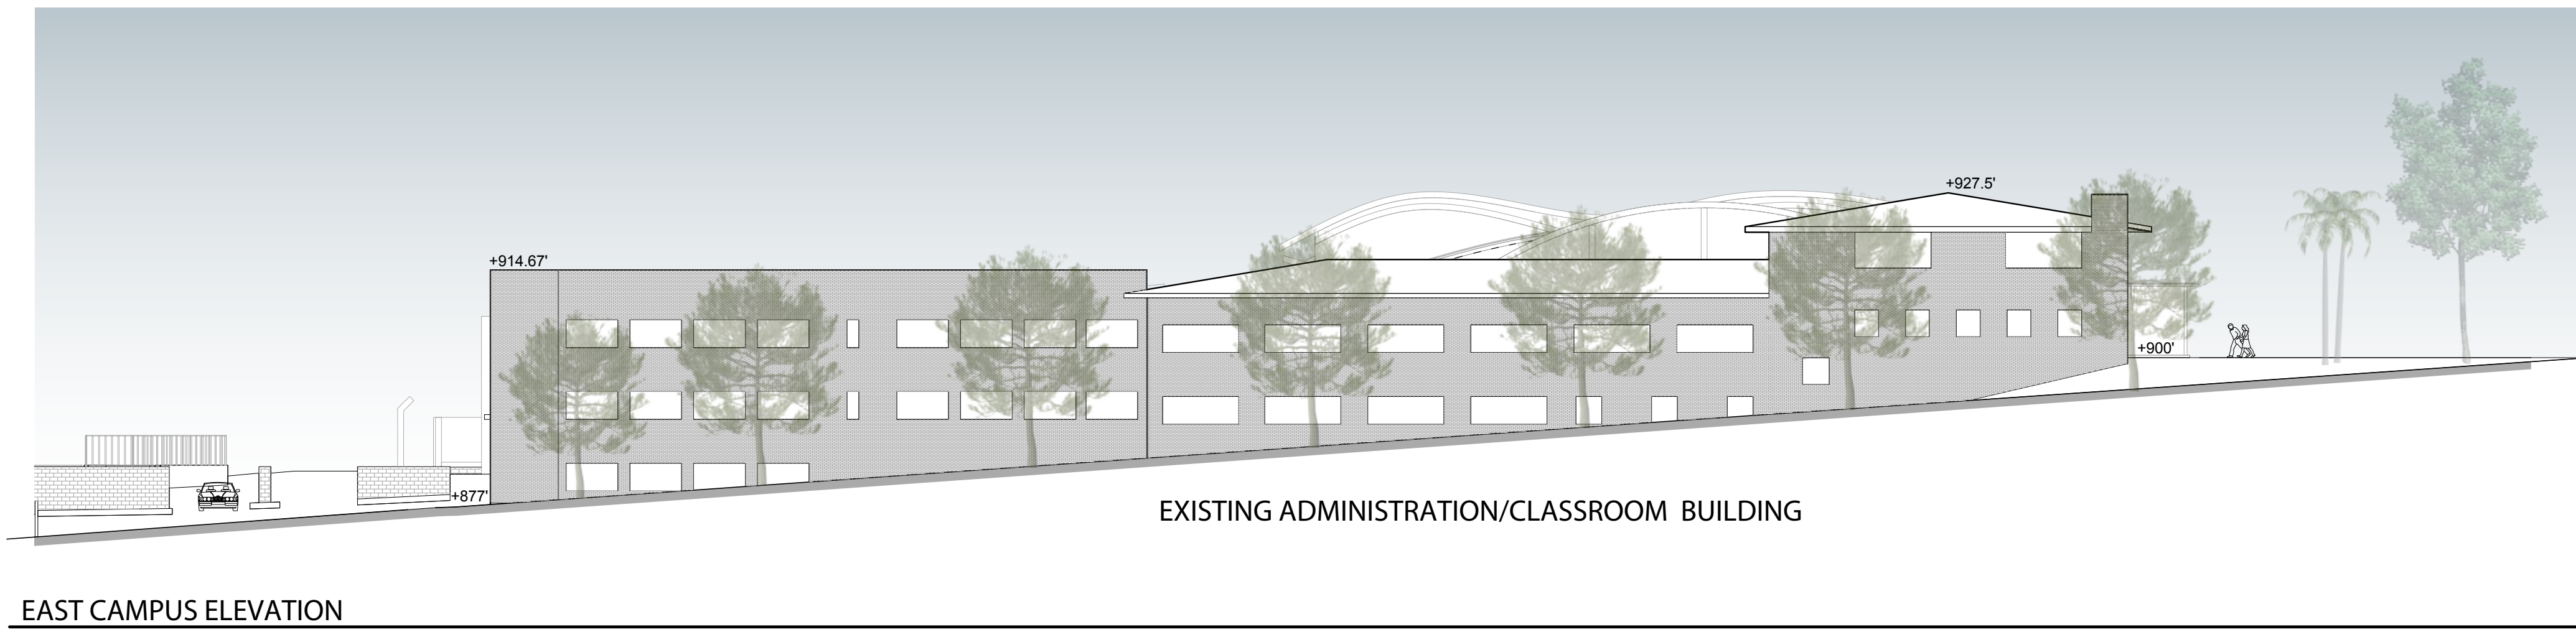 +927.5'
+914.67'
+900'
+877'
EXISTING ADMINISTRATION/CLASSROOM BUILDING
EAST CAMPUS ELEVATION